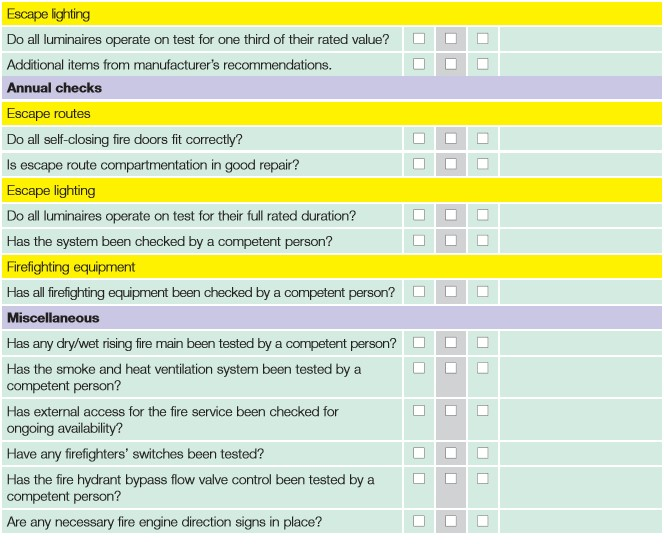 Escape lighting
Do all luminaires operate on test for one third of their rated value?
Additional items from manufacturer's recommendations.
Annual checks
Escape routes
Do all self-closing fire doors fit correctly?
Is escape route compartmentation in good repair?
Escape lighting
Do all luminaires operate on test for their full rated duration?
Has the system been checked by a competent person?
Firefighting equipment
Has all firefighting equipment been checked by a competent person?
Miscellaneous
Has any dry/wet rising fire main been tested by a competent person?
Has the smoke and heat ventilation system been tested by a
competent person?
Has external access for the fire service been checked for
ongoing availability?
Have any firefighters' switches been tested?
Has the fire hydrant bypass flow valve control been tested by a
competent person?
Are any necessary fire engine direction signs in place?